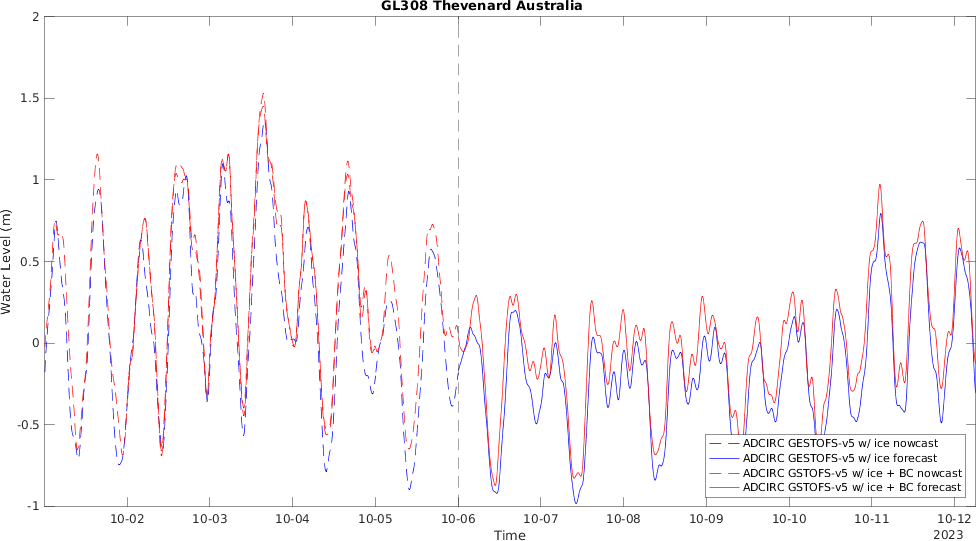 GL308 Thevenard Australia
2
1.5
1
0.5
0
-0.5
-1
Water Level (m)
10-02 10-03 10-04 10-05 10-06 10-07 10-08 10-09 10-10 10-11 10-12
Time
2023
ADCIRC GESTOFS-v5 w/ ice nowcast
ADCIRC GESTOFS-v5 w/ ice forecast
ADCIRC GSTOFS-v5 w/ ice + BC nowcast
ADCIRC GSTOFS-v5 w/ ice + BC forecast